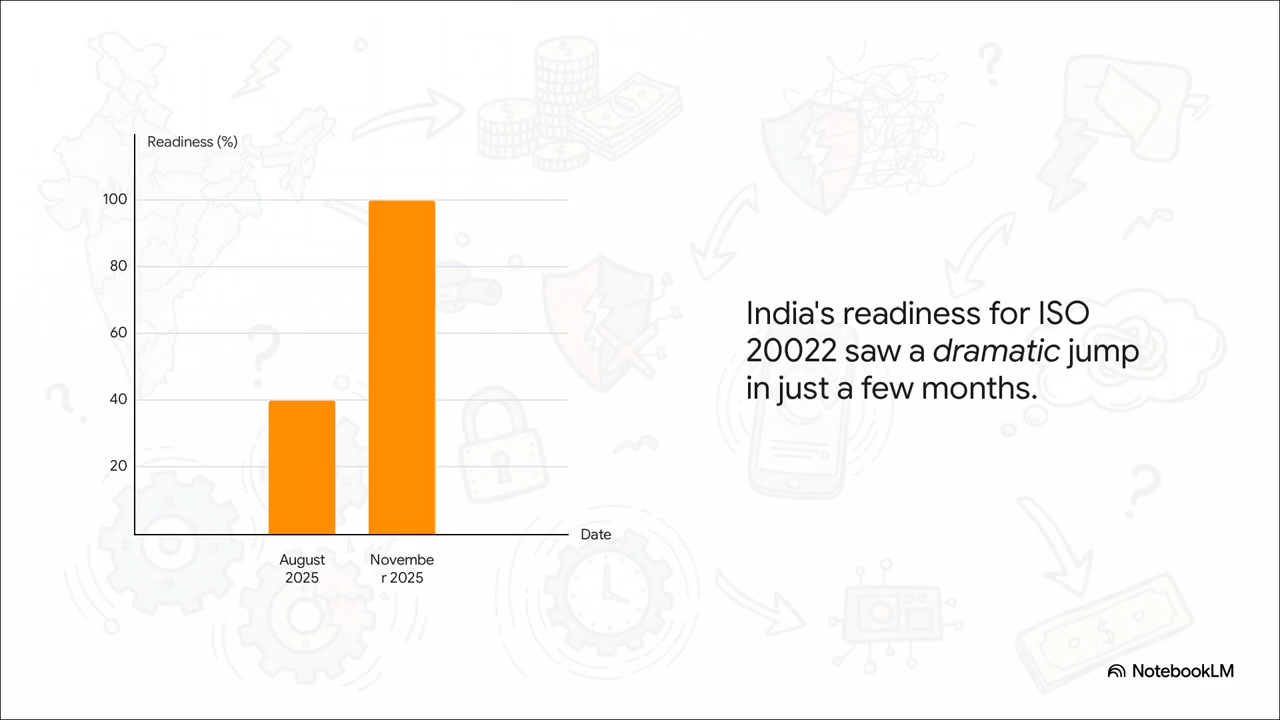 Readiness (%)
100
80
60
40
20
Date
August
2025
Novembe
r 2025
India's readiness for ISO
20022 saw a dramatic jump
in just a few months.
NotebookLM